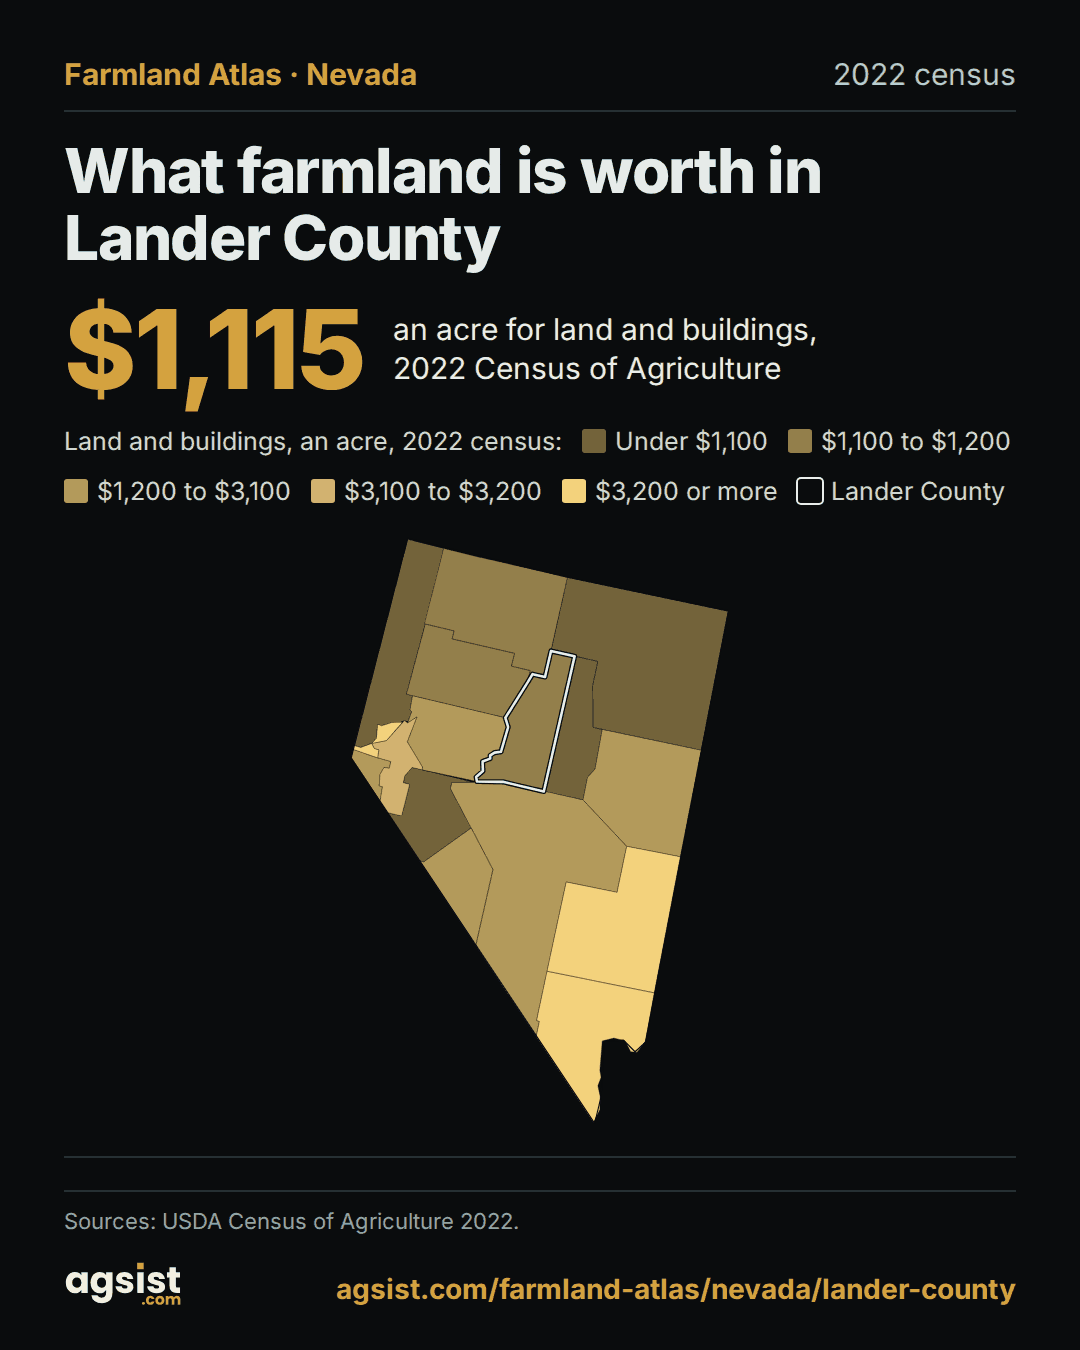 Farmland Atlas · Nevada
2022 census
What farmland is worth in
Lander County
$1,115
an acre for land and buildings,
2022 Census of Agriculture
Land and buildings, an acre, 2022 census: Under $1,100 $1,100 to $1,200
$1,200 to $3,100 $3,100 to $3,200 $3,200 or more Lander County
Sources: USDA Census of Agriculture 2022.
agsist
.com
agsist.com/farmland-atlas/nevada/lander-county